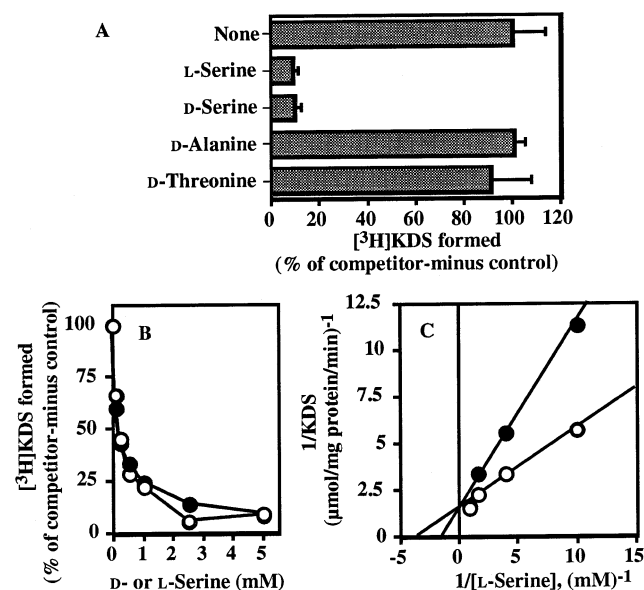 A
None
L-Serine
D-Serine
D-Alanine
D-Threonine
0 20 40 60 80 100 120
[³H]KDS formed
(% of competitor-minus control)
[³H]KDS formed
(% of competitor-minus control)
100
75
50
25
0
B
0 1 2 3 4 5
D- or L-Serine (mM)
1/KDS
(μmol/mg protein/min)⁻¹
12.5
10
7.5
5
2.5
0
C
-5 0 5 10 15
1/[L-Serine], (mM)⁻¹